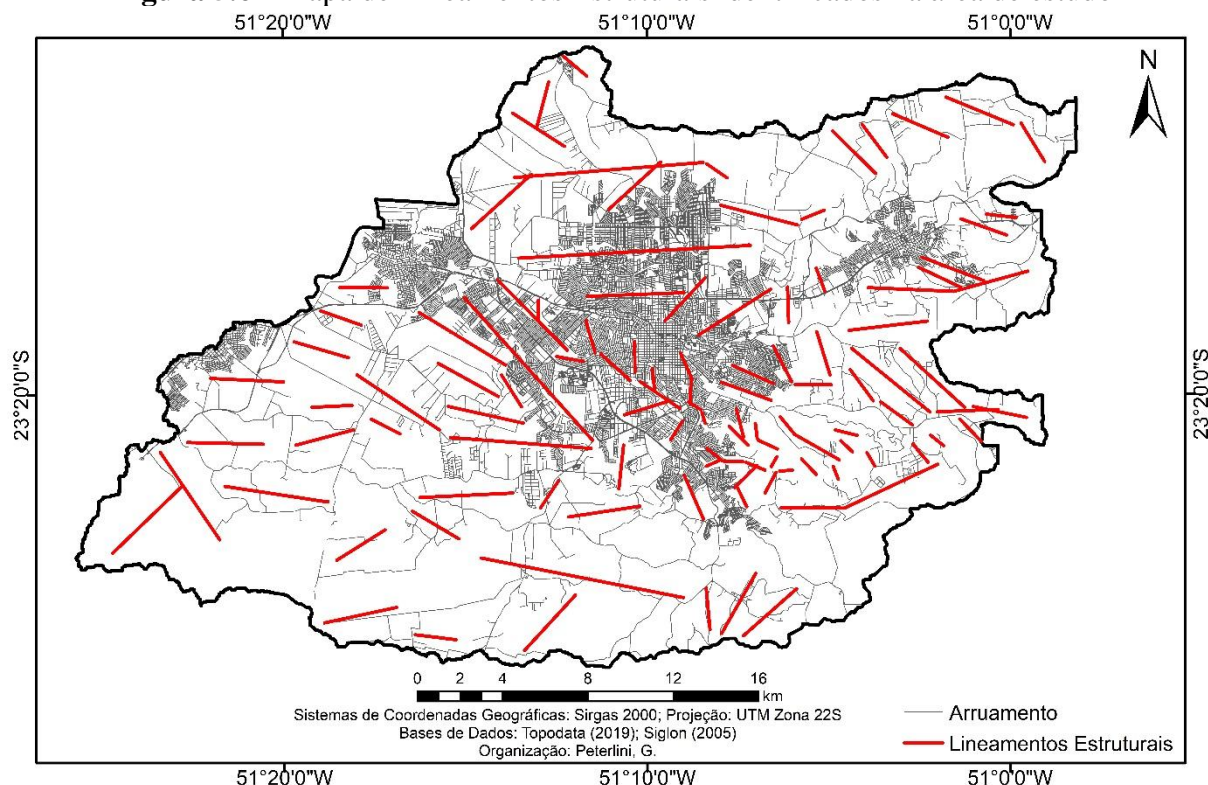 51°20'0"W 51°10'0"W 51°0'0"W
N
23°20'0"S 23°20'0"S
0 2 4 8 12 16
km
Sistemas de Coordenadas Geográficas: Sirgas 2000; Projeção: UTM Zona 22S
Bases de Dados: Topodata (2019); Siglon (2005)
Organização: Peterlini, G.
Arruamento
Lineamentos Estruturais
51°20'0"W 51°10'0"W 51°0'0"W